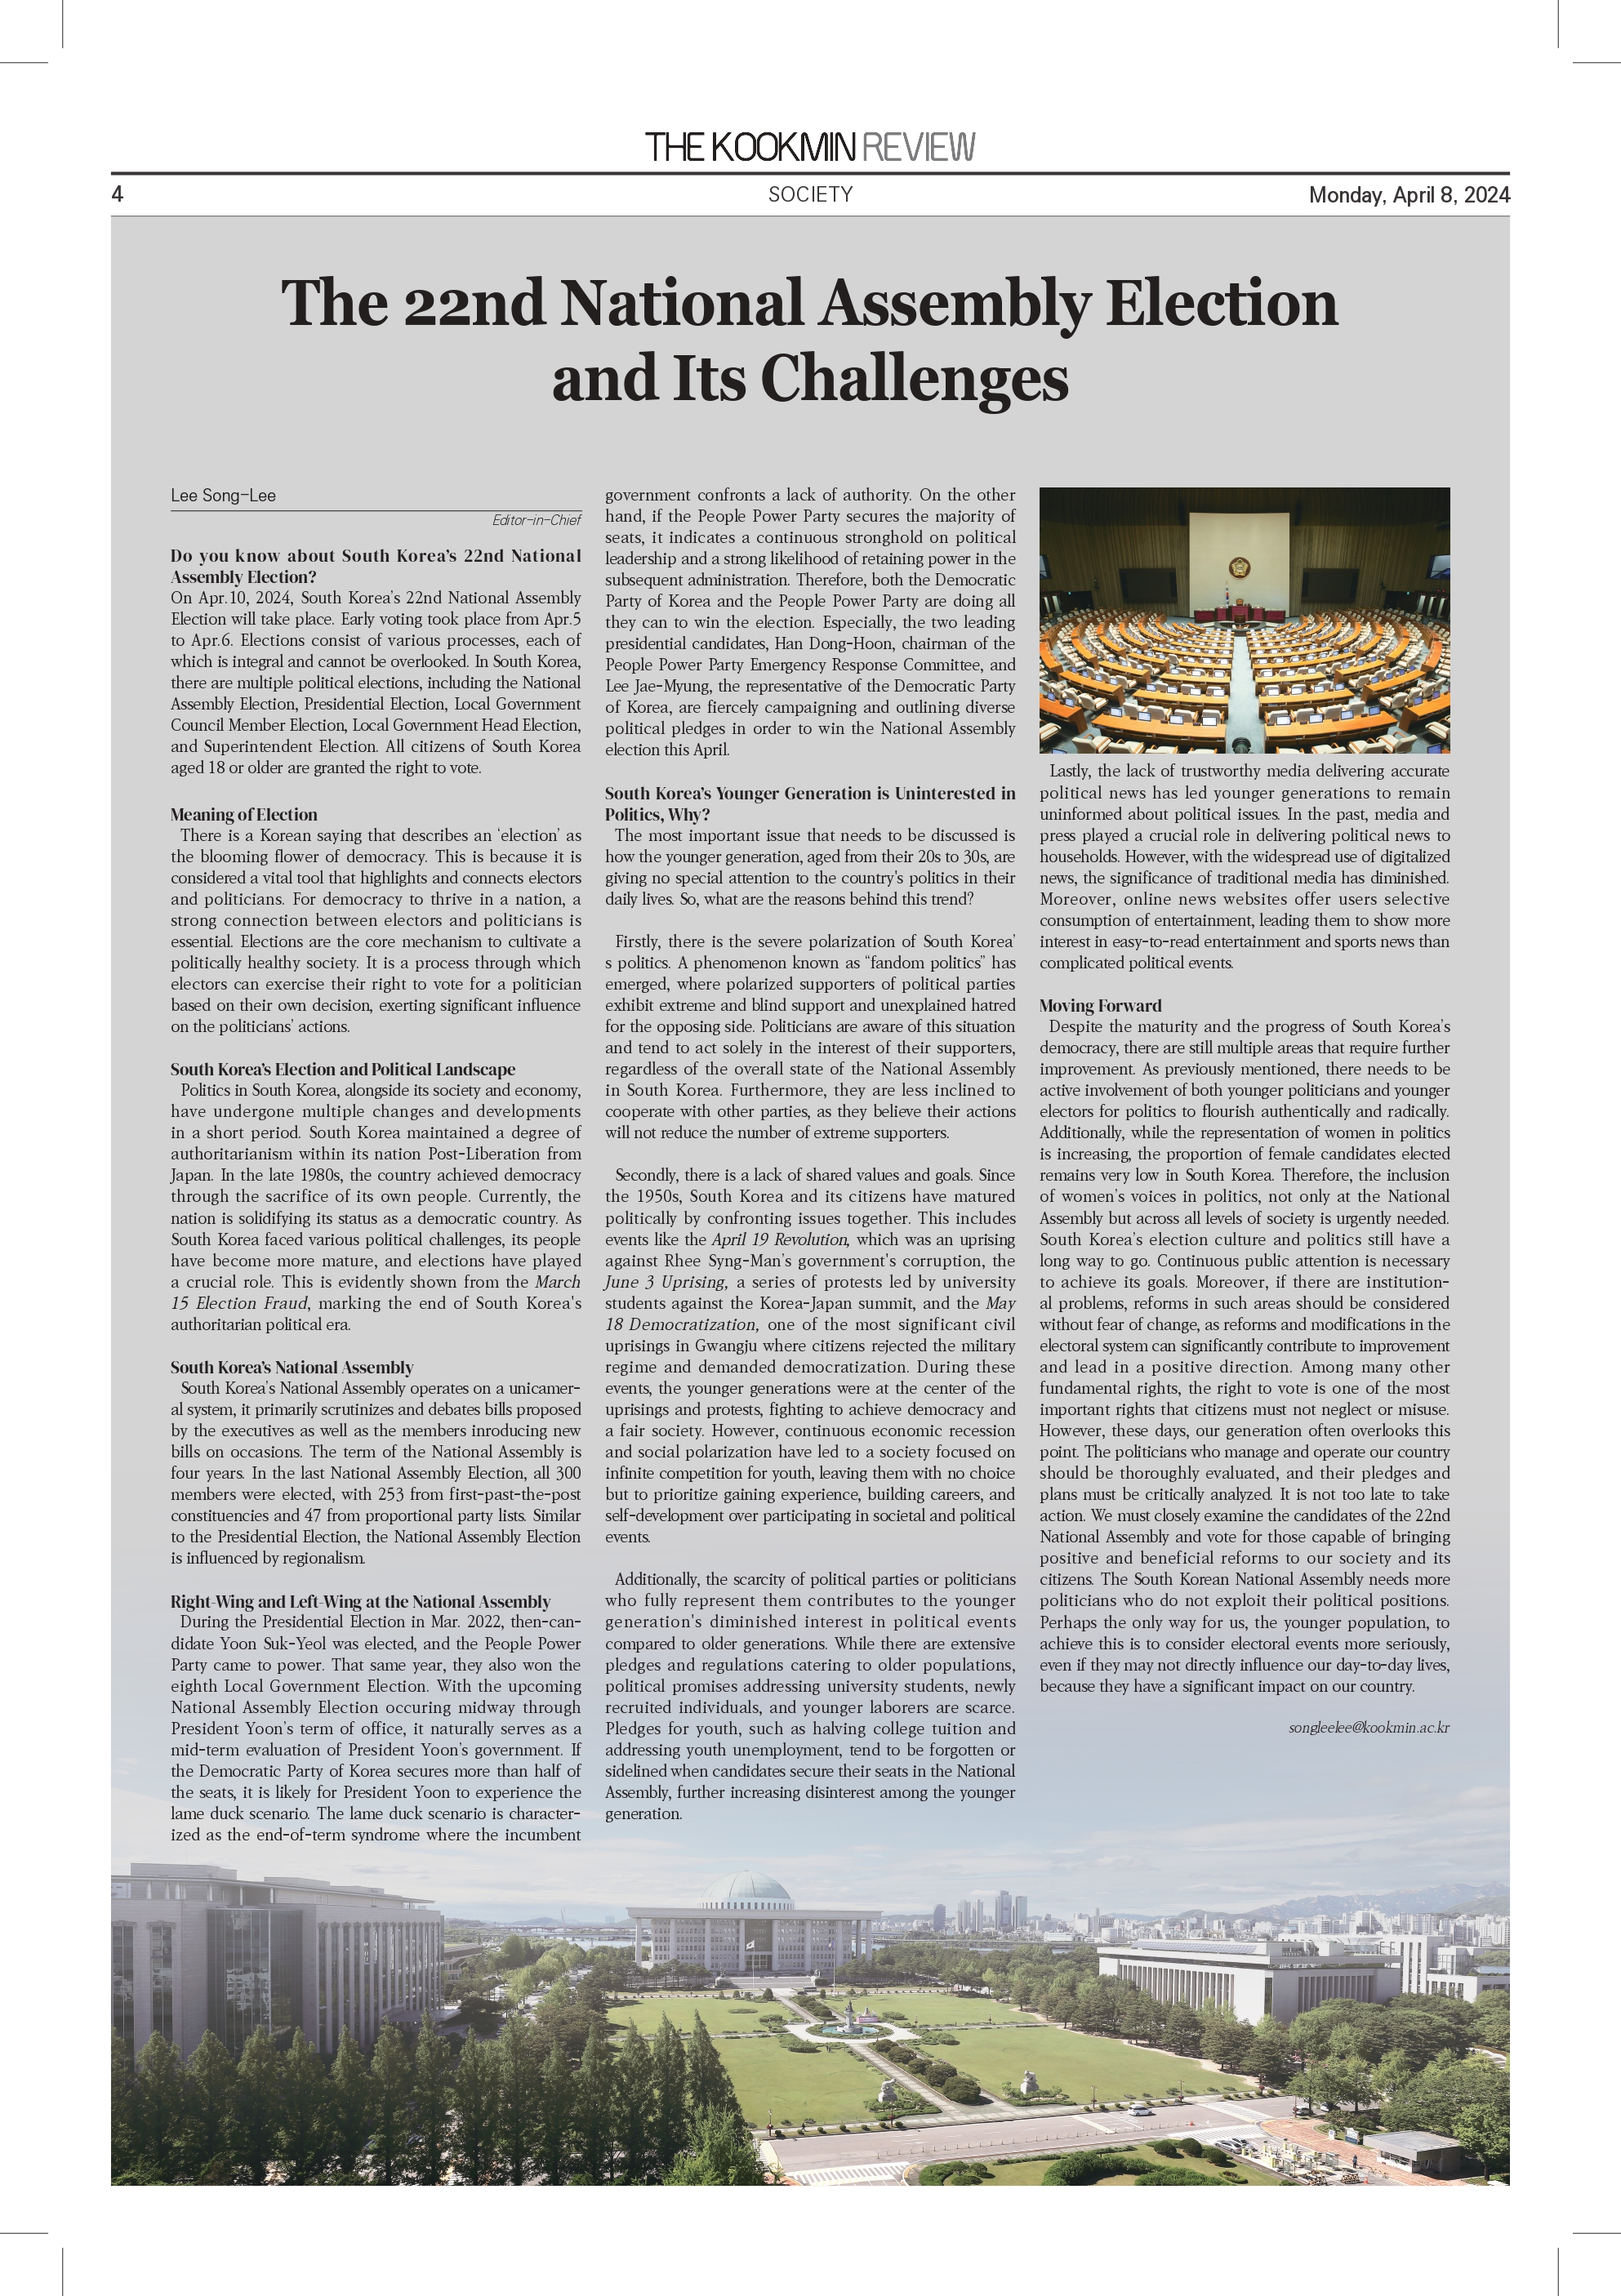 THE KOOKMIN REVIEW
4
SOCIETY
Monday, April 8, 2024
The 22nd National Assembly Election
and Its Challenges
Lee Song-Lee
Editor-in-Chief
Do you know about South Korea's 22nd National
Assembly Election?
On Apr.10, 2024, South Korea's 22nd National Assembly
Election will take place. Early voting took place from Apr.5
to Apr.6. Elections consist of various processes, each of
which is integral and cannot be overlooked. In South Korea,
there are multiple political elections, including the National
Assembly Election, Presidential Election, Local Government
Council Member Election, Local Government Head Election,
and Superintendent Election. All citizens of South Korea
aged 18 or older are granted the right to vote.
Meaning of Election
There is a Korean saying that describes an 'election' as
the blooming flower of democracy. This is because it is
considered a vital tool that highlights and connects electors
and politicians. For democracy to thrive in a nation, a
strong connection between electors and politicians is
essential. Elections are the core mechanism to cultivate a
politically healthy society. It is a process through which
electors can exercise their right to vote for a politician
based on their own decision, exerting significant influence
on the politicians' actions.
South Korea's Election and Political Landscape
Politics in South Korea, alongside its society and economy,
have undergone multiple changes and developments
in a short period. South Korea maintained a degree of
authoritarianism within its nation Post-Liberation from
Japan. In the late 1980s, the country achieved democracy
through the sacrifice of its own people. Currently, the
nation is solidifying its status as a democratic country. As
South Korea faced various political challenges, its people
have become more mature, and elections have played
a crucial role. This is evidently shown from the March
15 Election Fraud, marking the end of South Korea's
authoritarian political era.
South Korea's National Assembly
South Korea's National Assembly operates on a unicamer-
al system, it primarily scrutinizes and debates bills proposed
by the executives as well as the members inroducing new
bills on occasions. The term of the National Assembly is
four years. In the last National Assembly Election, all 300
members were elected, with 253 from first-past-the-post
constituencies and 47 from proportional party lists. Similar
to the Presidential Election, the National Assembly Election
is influenced by regionalism.
Right-Wing and Left-Wing at the National Assembly
During the Presidential Election in Mar. 2022, then-can-
didate Yoon Suk-Yeol was elected, and the People Power
Party came to power. That same year, they also won the
eighth Local Government Election. With the upcoming
National Assembly Election occuring midway through
President Yoon's term of office, it naturally serves as a
mid-term evaluation of President Yoon's government. If
the Democratic Party of Korea secures more than half of
the seats, it is likely for President Yoon to experience the
lame duck scenario. The lame duck scenario is character-
ized as the end-of-term syndrome where the incumbent
government confronts a lack of authority. On the other
hand, if the People Power Party secures the majority of
seats, it indicates a continuous stronghold on political
leadership and a strong likelihood of retaining power in the
subsequent administration. Therefore, both the Democratic
Party of Korea and the People Power Party are doing all
they can to win the election. Especially, the two leading
presidential candidates, Han Dong-Hoon, chairman of the
People Power Party Emergency Response Committee, and
Lee Jae-Myung, the representative of the Democratic Party
of Korea, are fiercely campaigning and outlining diverse
political pledges in order to win the National Assembly
election this April.
South Korea's Younger Generation is Uninterested in
Politics, Why?
The most important issue that needs to be discussed is
how the younger generation, aged from their 20s to 30s, are
giving no special attention to the country's politics in their
daily lives. So, what are the reasons behind this trend?
Firstly, there is the severe polarization of South Korea'
s politics. A phenomenon known as "fandom politics" has
emerged, where polarized supporters of political parties
exhibit extreme and blind support and unexplained hatred
for the opposing side. Politicians are aware of this situation
and tend to act solely in the interest of their supporters,
regardless of the overall state of the National Assembly
in South Korea. Furthermore, they are less inclined to
cooperate with other parties, as they believe their actions
will not reduce the number of extreme supporters.
Secondly, there is a lack of shared values and goals. Since
the 1950s, South Korea and its citizens have matured
politically by confronting issues together. This includes
events like the April 19 Revolution, which was an uprising
against Rhee Syng-Man's government's corruption, the
June 3 Uprising, a series of protests led by university
students against the Korea-Japan summit, and the May
18 Democratization, one of the most significant civil
uprisings in Gwangju where citizens rejected the military
regime and demanded democratization. During these
events, the younger generations were at the center of the
uprisings and protests, fighting to achieve democracy and
a fair society. However, continuous economic recession
and social polarization have led to a society focused on
infinite competition for youth, leaving them with no choice
but to prioritize gaining experience, building careers, and
self-development over participating in societal and political
events.
Additionally, the scarcity of political parties or politicians
who fully represent them contributes to the younger
generation's diminished interest in political events
compared to older generations. While there are extensive
pledges and regulations catering to older populations,
political promises addressing university students, newly
recruited individuals, and younger laborers are scarce.
Pledges for youth, such as halving college tuition and
addressing youth unemployment, tend to be forgotten or
sidelined when candidates secure their seats in the National
Assembly, further increasing disinterest among the younger
generation.
Lastly, the lack of trustworthy media delivering accurate
political news has led younger generations to remain
uninformed about political issues. In the past, media and
press played a crucial role in delivering political news to
households. However, with the widespread use of digitalized
news, the significance of traditional media has diminished.
Moreover, online news websites offer users selective
consumption of entertainment, leading them to show more
interest in easy-to-read entertainment and sports news than
complicated political events.
Moving Forward
Despite the maturity and the progress of South Korea's
democracy, there are still multiple areas that require further
improvement. As previously mentioned, there needs to be
active involvement of both younger politicians and younger
electors for politics to flourish authentically and radically.
Additionally, while the representation of women in politics
is increasing, the proportion of female candidates elected
remains very low in South Korea. Therefore, the inclusion
of women's voices in politics, not only at the National
Assembly but across all levels of society is urgently needed.
South Korea's election culture and politics still have a
long way to go. Continuous public attention is necessary
to achieve its goals. Moreover, if there are institution-
al problems, reforms in such areas should be considered
without fear of change, as reforms and modifications in the
electoral system can significantly contribute to improvement
and lead in a positive direction. Among many other
fundamental rights, the right to vote is one of the most
important rights that citizens must not neglect or misuse.
However, these days, our generation often overlooks this
point. The politicians who manage and operate our country
should be thoroughly evaluated, and their pledges and
plans must be critically analyzed. It is not too late to take
action. We must closely examine the candidates of the 22nd
National Assembly and vote for those capable of bringing
positive and beneficial reforms to our society and its
citizens. The South Korean National Assembly needs more
politicians who do not exploit their political positions.
Perhaps the only way for us, the younger population, to
achieve this is to consider electoral events more seriously,
even if they may not directly influence our day-to-day lives,
because they have a significant impact on our country.
songleelee@kookmin.ac.kr